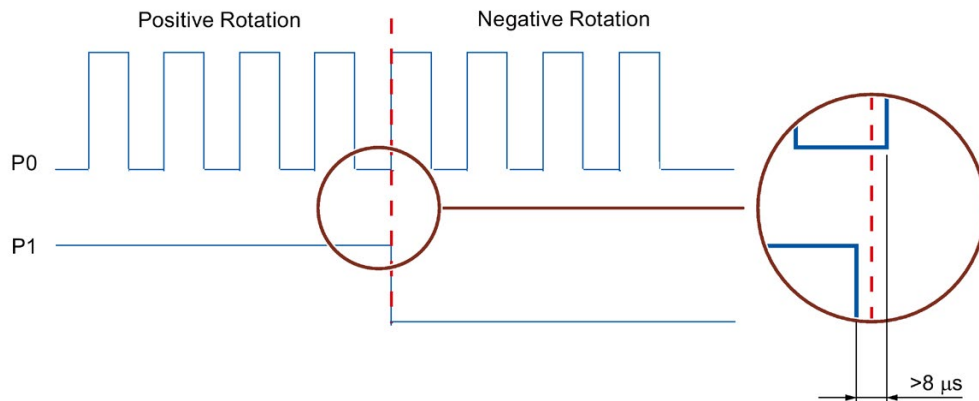 Positive Rotation
Negative Rotation
P0
P1
>8 μs